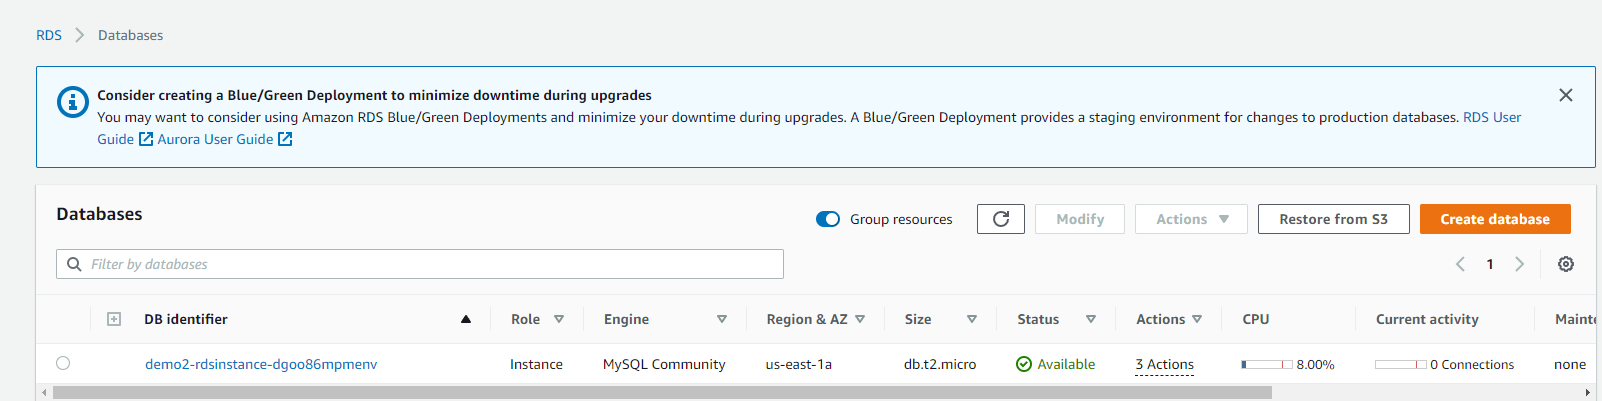 RDS > Databases
Consider creating a Blue/Green Deployment to minimize downtime during upgrades
You may want to consider using Amazon RDS Blue/Green Deployments and minimize your downtime during upgrades. A Blue/Green Deployment provides a staging environment for changes to production databases. RDS User
Guide Aurora User Guide
Databases Group resources Modify Actions Restore from S3 Create database
Filter by databases 1
DB identifier Role Engine Region & AZ Size Status Actions CPU Current activity Mainte
demo2-rdsinstance-dgoo86mpmenv Instance MySQL Community us-east-1a db.t2.micro Available 3 Actions 8.00% 0 Connections none